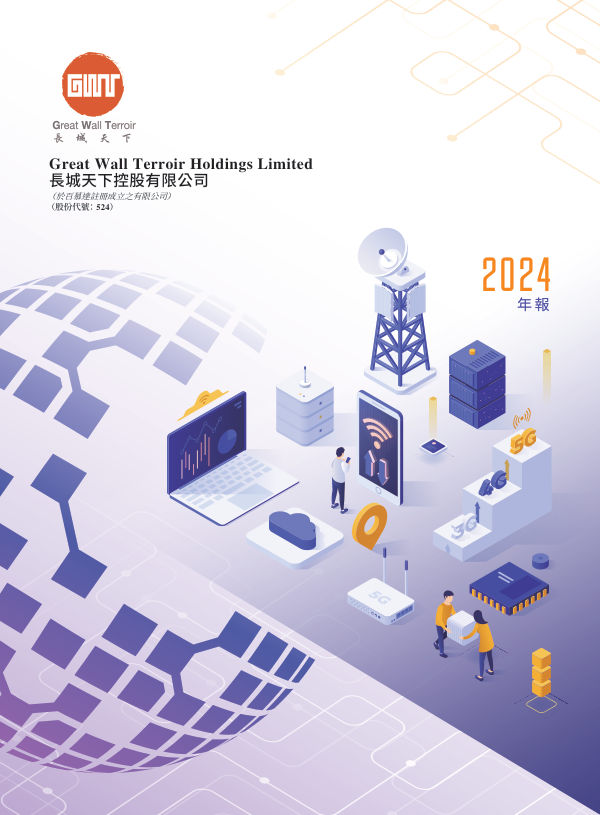 GWT
Great Wall Terroir
長城天下
Great Wall Terroir Holdings Limited
長城天下控股有限公司
（於百慕達註冊成立之有限公司）
（股份代號：524）
2024
年報
5G
4G
3G
5G